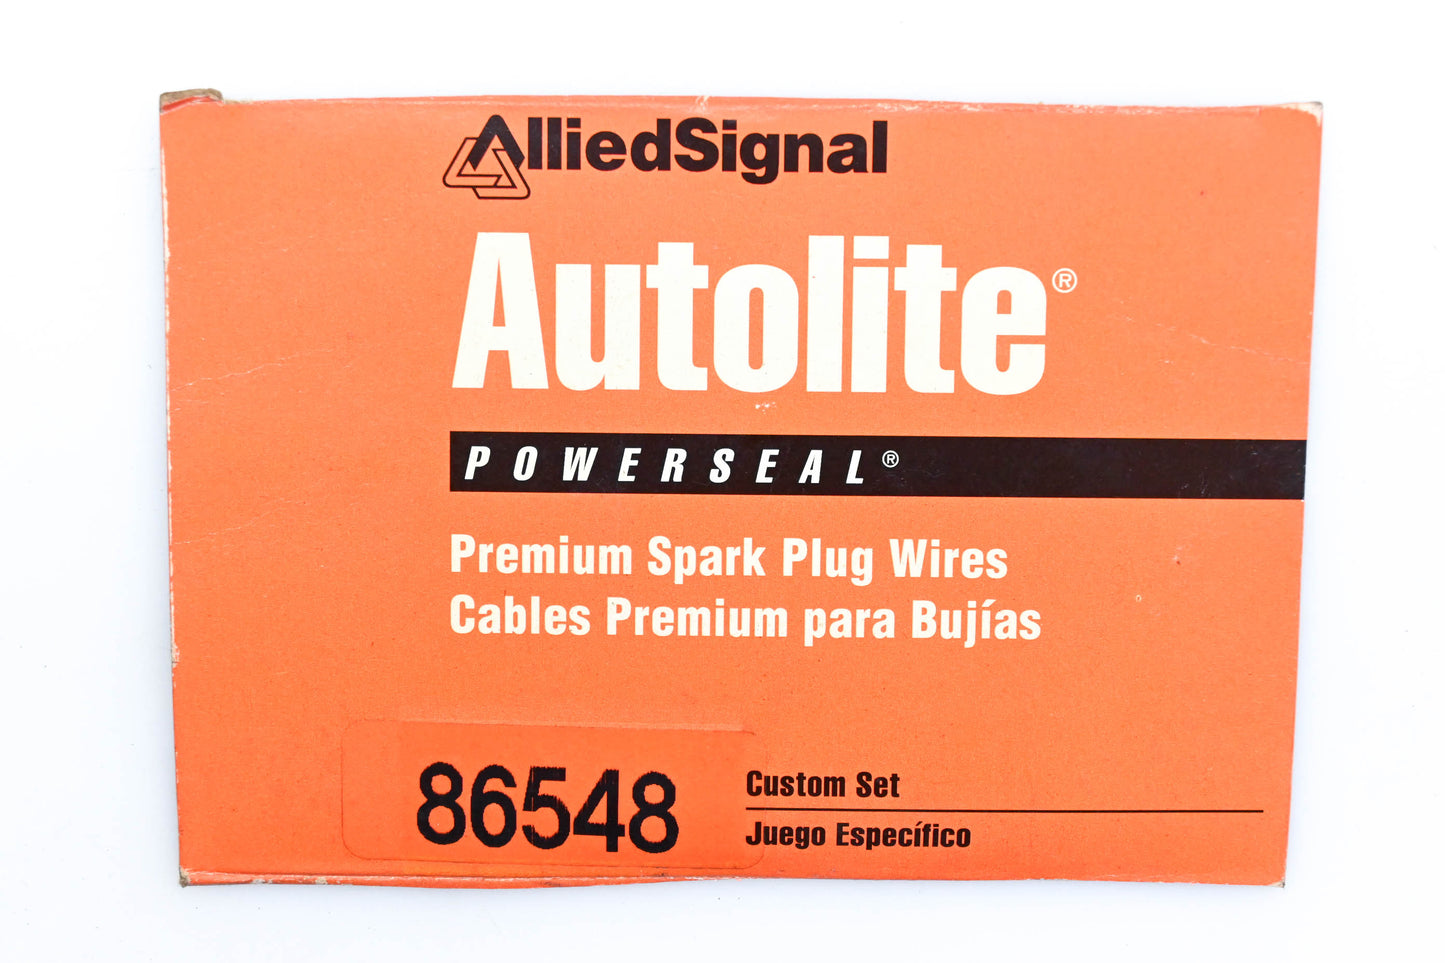 AlliedSignal
Autolite®
POWERSEAL®
Premium Spark Plug Wires
Cables Premium para Bujías
86548
Custom Set
Juego Específico